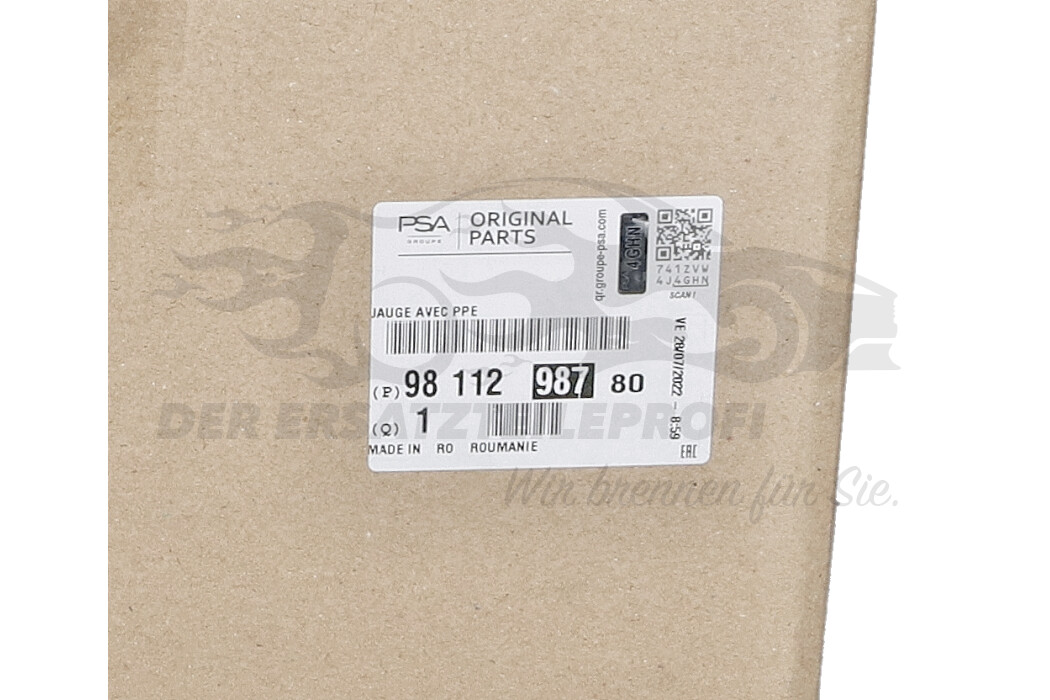 PSA
GROUPE
ORIGINAL
PARTS
qr.groupe-psa.com
4GHN
741ZVW
4J4GHN
SCAN!
JAUGE AVEC PPE
(P) 98 112 987 80
(Q) 1
MADE IN RO ROUMANIE
VE 28/07/2022 - 8:59
EAC
DER ERSATZTEILEPROFI
Wir brennen für Sie.